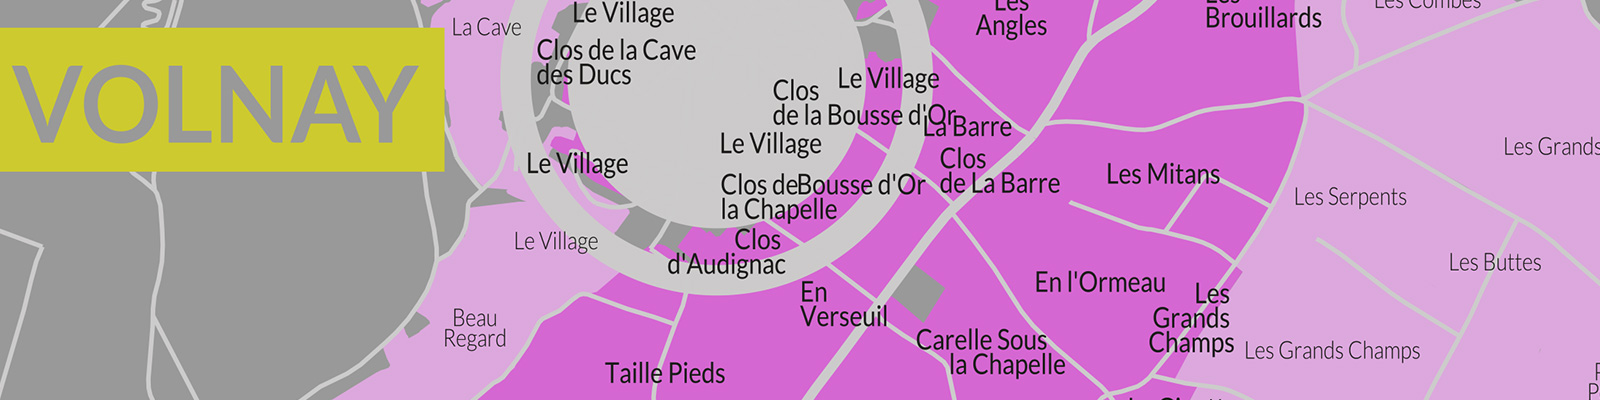 VOLNAY
La Cave
Le Village
Clos de la Cave
des Ducs
Les
Angles
Brouillards
Les Combes
Clos
de la Bousse d'Or
Le Village
La Barre
Le Village
Le Village
Clos
de La Barre
Clos de
la Chapelle
Bousse d'Or
Les Mitans
Les Grands
Les Serpents
Le Village
Clos
d'Audignac
En
Verseuil
En l'Ormeau
Les
Grands
Champs
Les Buttes
Beau
Regard
Carelle Sous
la Chapelle
Les Grands Champs
Taille Pieds